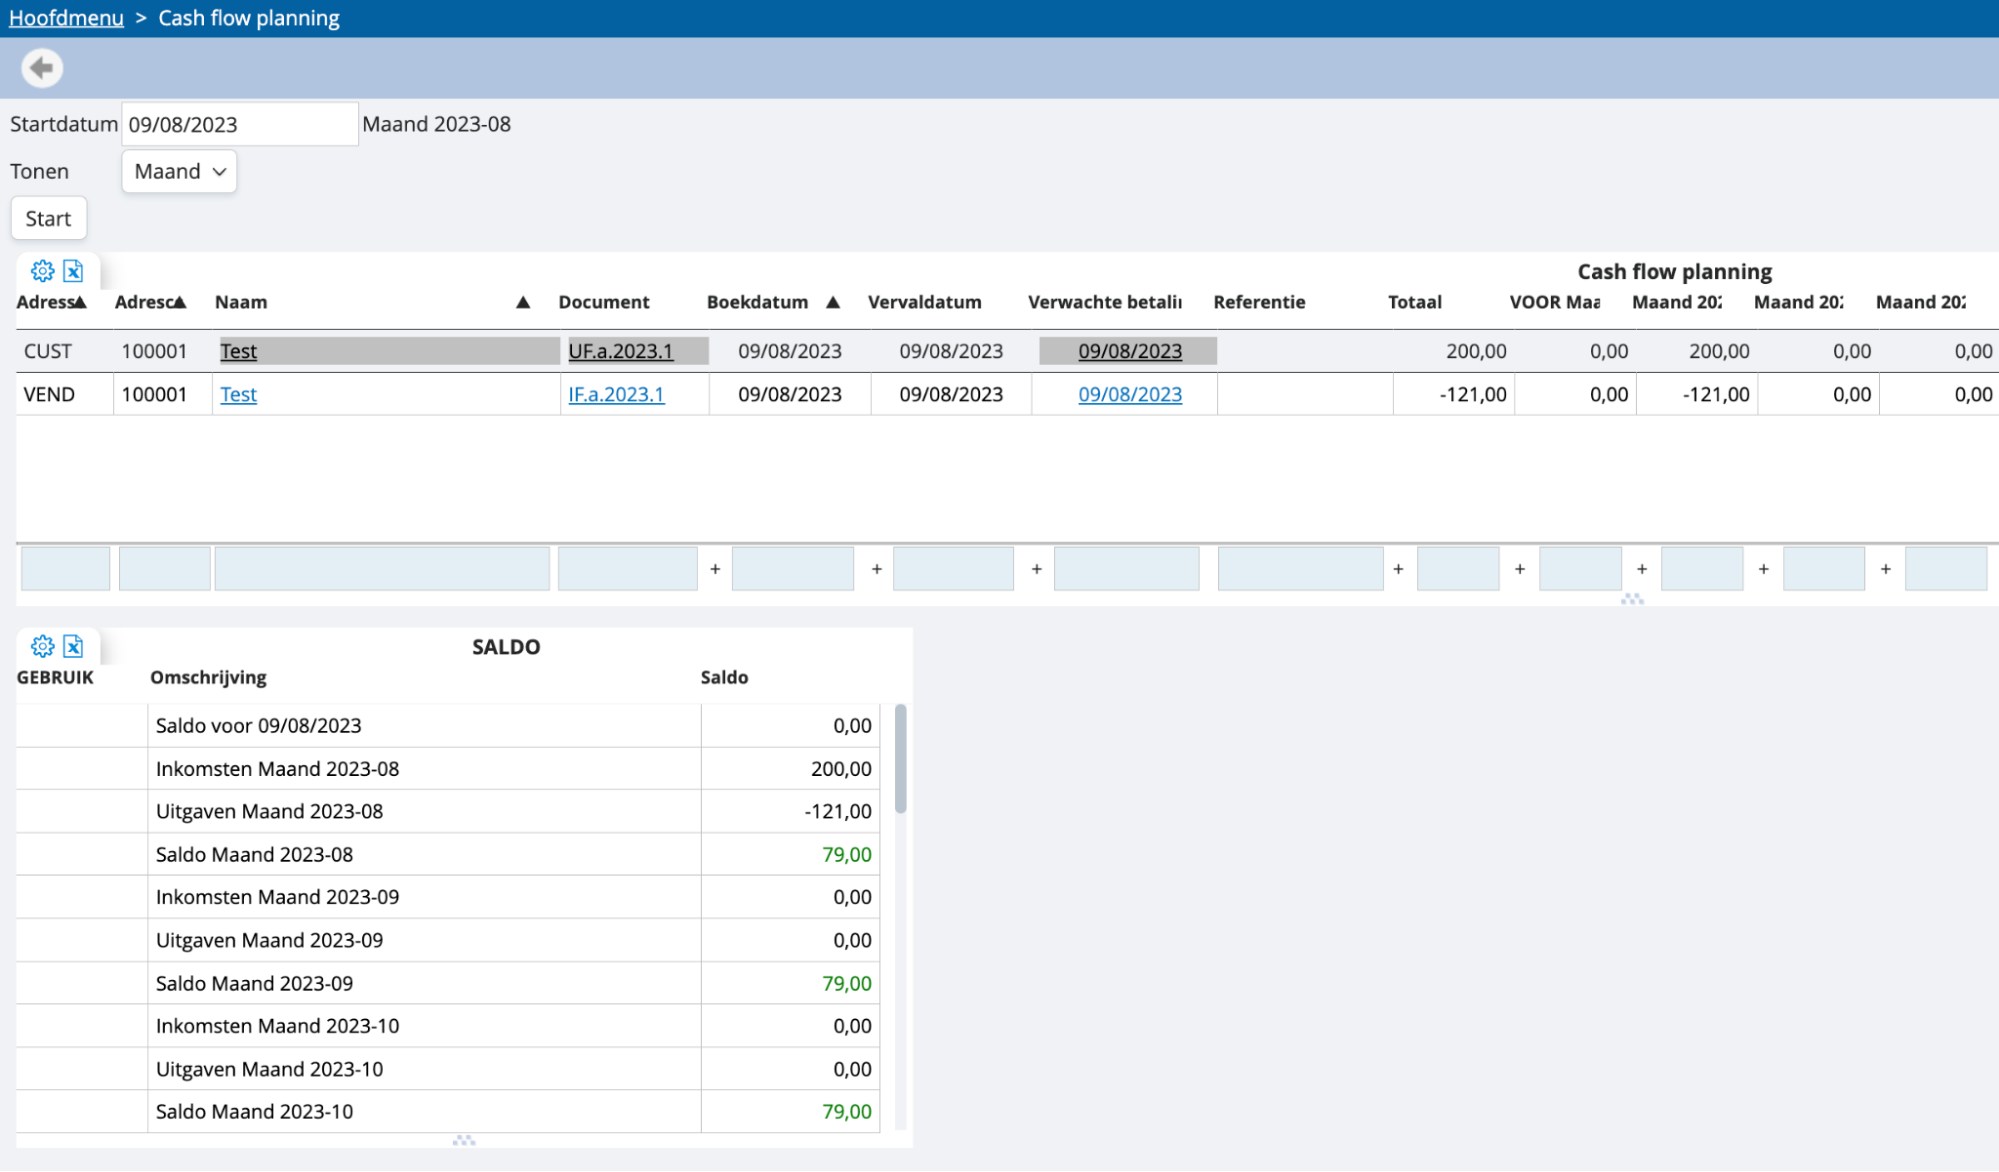 Hoofdmenu > Cash flow planning
Startdatum 09/08/2023 Maand 2023-08
Tonen Maand
Start
Cash flow planning
Adress▲ Adresc▲ Naam ▲ Document Boekdatum ▲ Vervaldatum Verwachte betalin Referentie Totaal VOOR Maa Maand 202 Maand 202 Maand 202
CUST 100001 Test UF.a.2023.1 09/08/2023 09/08/2023 09/08/2023 200,00 0,00 200,00 0,00 0,00
VEND 100001 Test IF.a.2023.1 09/08/2023 09/08/2023 09/08/2023 -121,00 0,00 -121,00 0,00 0,00
+ + + + + + + +
SALDO
GEBRUIK Omschrijving Saldo
Saldo voor 09/08/2023 0,00
Inkomsten Maand 2023-08 200,00
Uitgaven Maand 2023-08 -121,00
Saldo Maand 2023-08 79,00
Inkomsten Maand 2023-09 0,00
Uitgaven Maand 2023-09 0,00
Saldo Maand 2023-09 79,00
Inkomsten Maand 2023-10 0,00
Uitgaven Maand 2023-10 0,00
Saldo Maand 2023-10 79,00